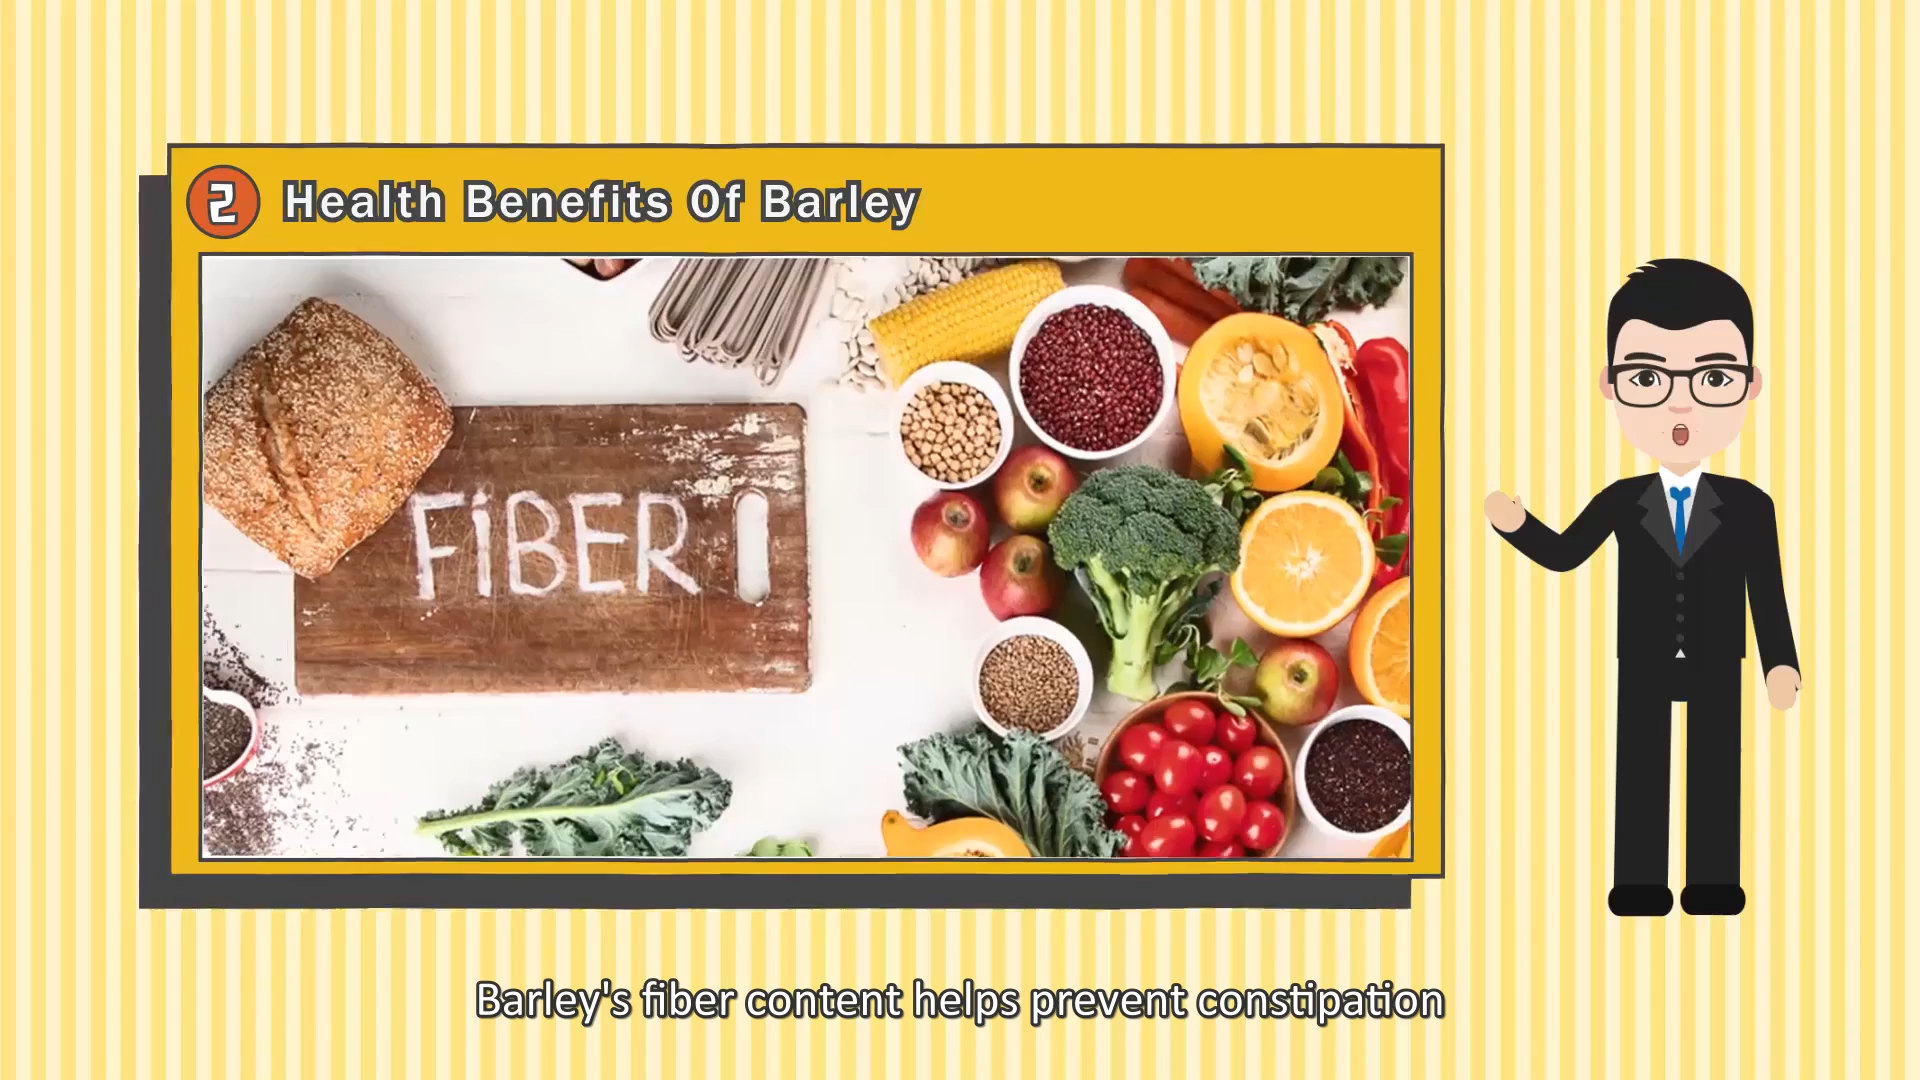 2 Health Benefits Of Barley
FiBER
Barley's fiber content helps prevent constipation